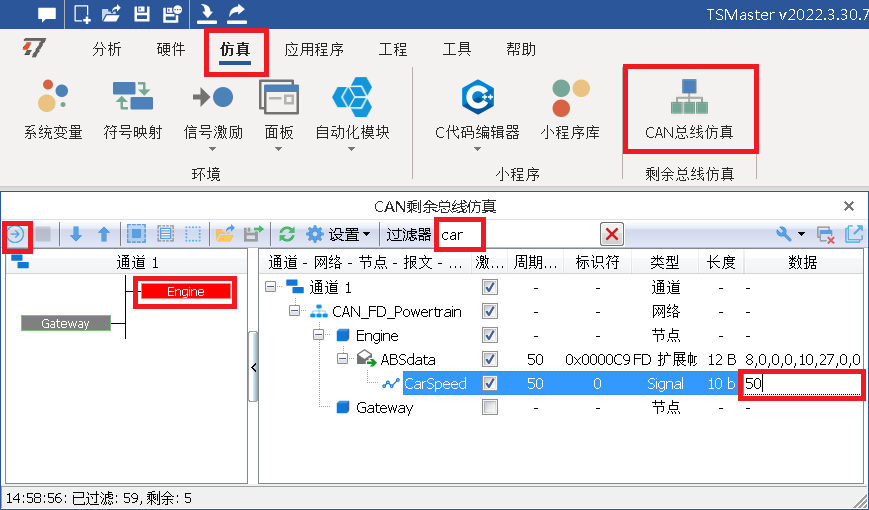 TSMaster v2022.3.30.7
分析 硬件 仿真 应用程序 工程 工具 帮助
系统变量 符号映射 信号激励 面板 自动化模块 C代码编辑器 小程序库 CAN总线仿真
环境 小程序 剩余总线仿真
CAN剩余总线仿真
设置 过滤器 car
通道 1
Engine
Gateway
通道 - 网络 - 节点 - 报文 - ... 激... 周期... 标识符 类型 长度 数据
通道 1 - - 通道 - -
CAN_FD_Powertrain - - 网络 - -
Engine - - 节点 - -
ABSdata 50 0x0000C9 FD 扩展帧 12 B 8,0,0,0,10,27,0,0
CarSpeed 50 0 Signal 10 b 50
Gateway - - 节点 - -
14:58:56: 已过滤: 59, 剩余: 5